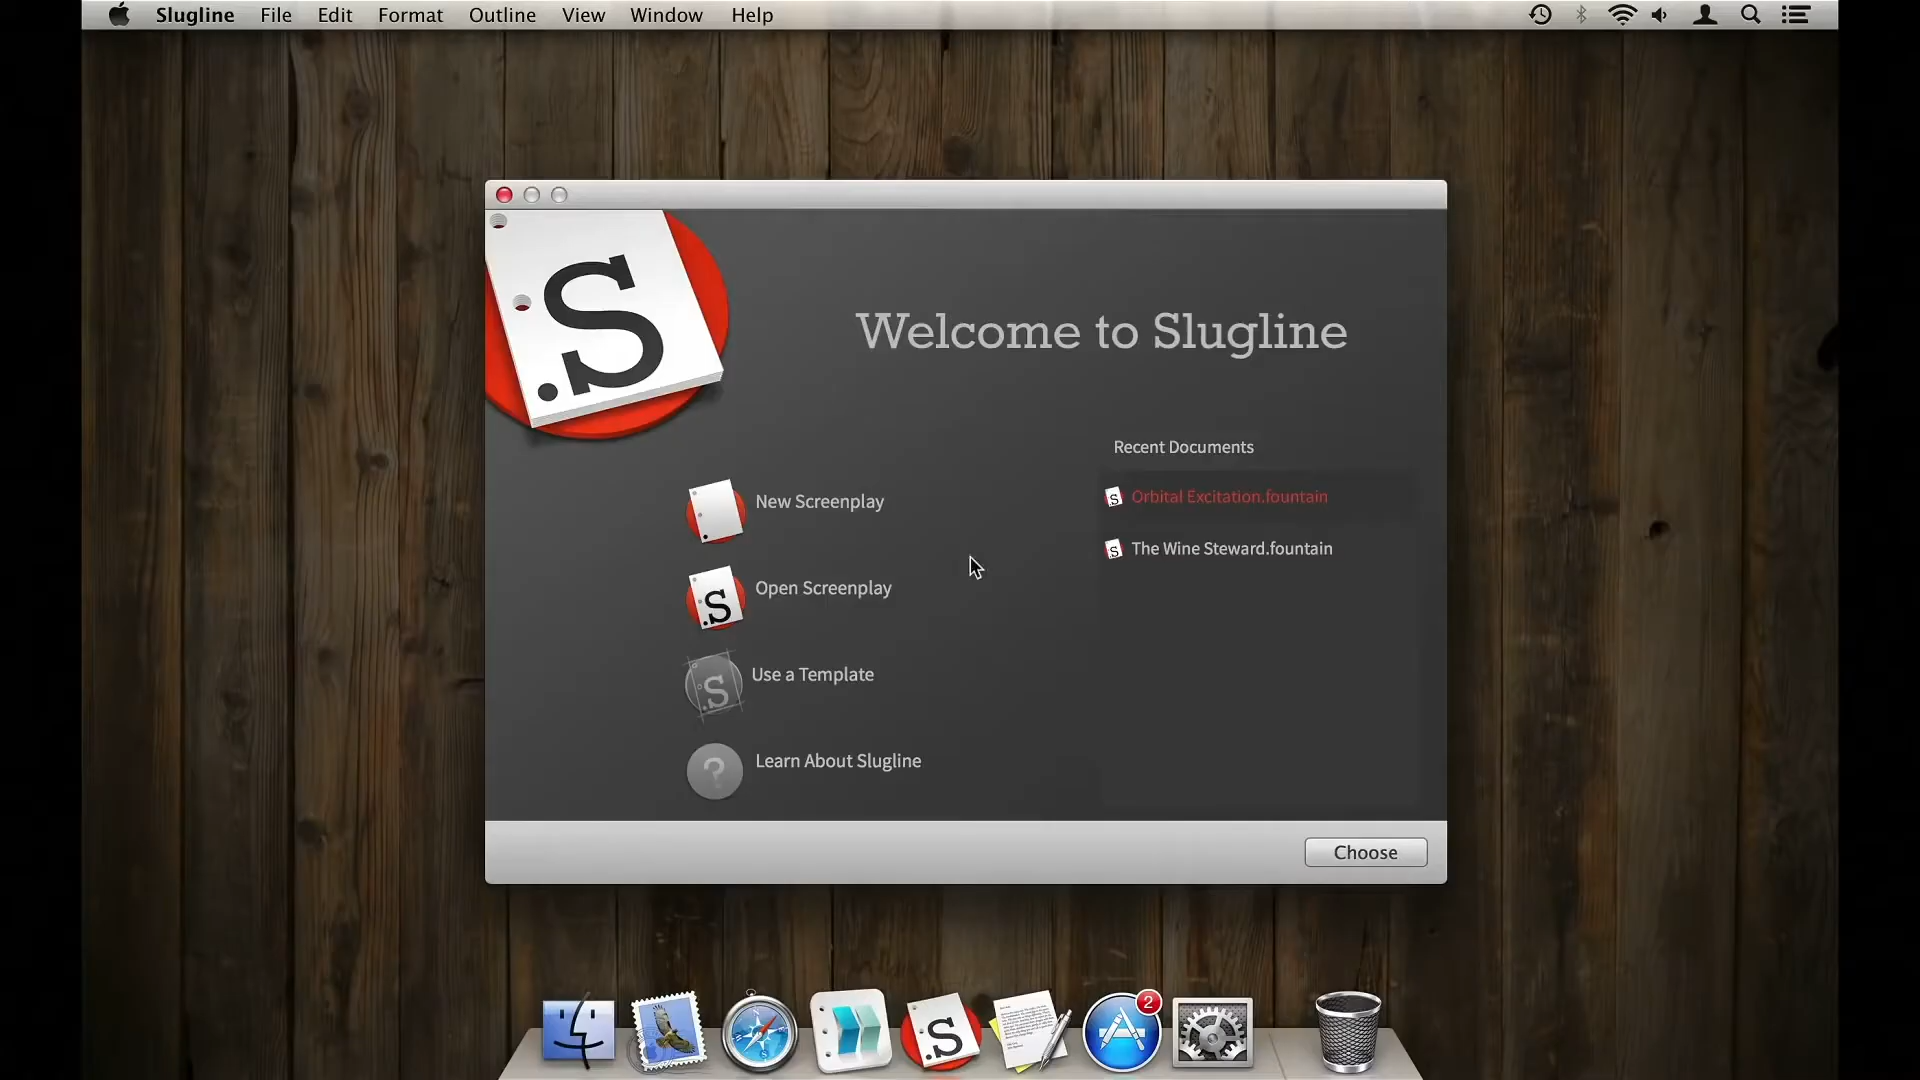 Slugline File Edit Format Outline View Window Help
.S
Welcome to Slugline
Recent Documents
New Screenplay
S Orbital Excitation.fountain
S The Wine Steward.fountain
.S Open Screenplay
.S Use a Template
? Learn About Slugline
Choose
.S
2